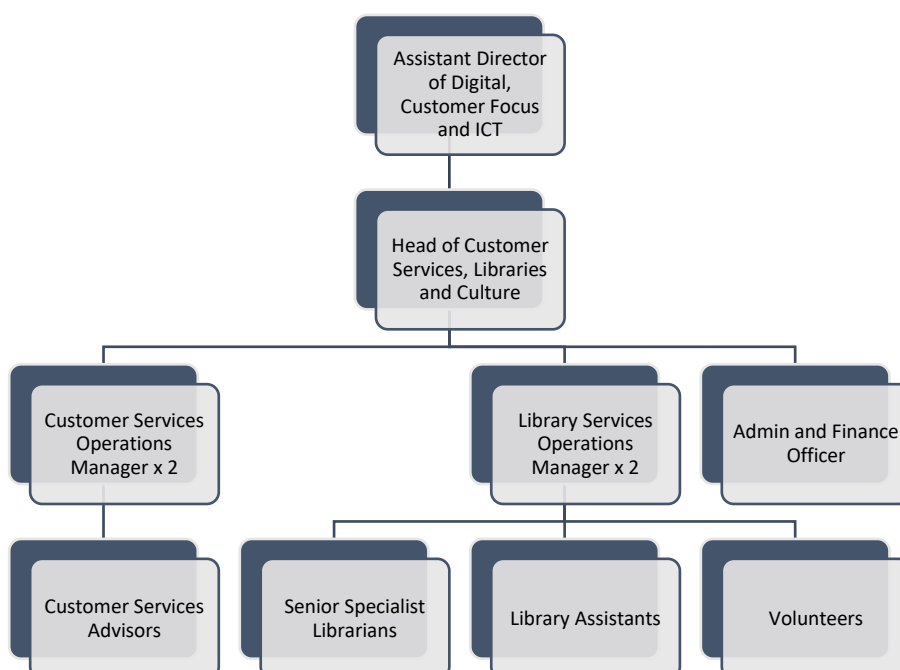 Assistant Director
of Digital,
Customer Focus
and ICT
Head of Customer
Services, Libraries
and Culture
Customer Services
Operations
Manager x 2
Library Services
Operations
Manager x 2
Admin and Finance
Officer
Customer Services
Advisors
Senior Specialist
Librarians
Library Assistants
Volunteers